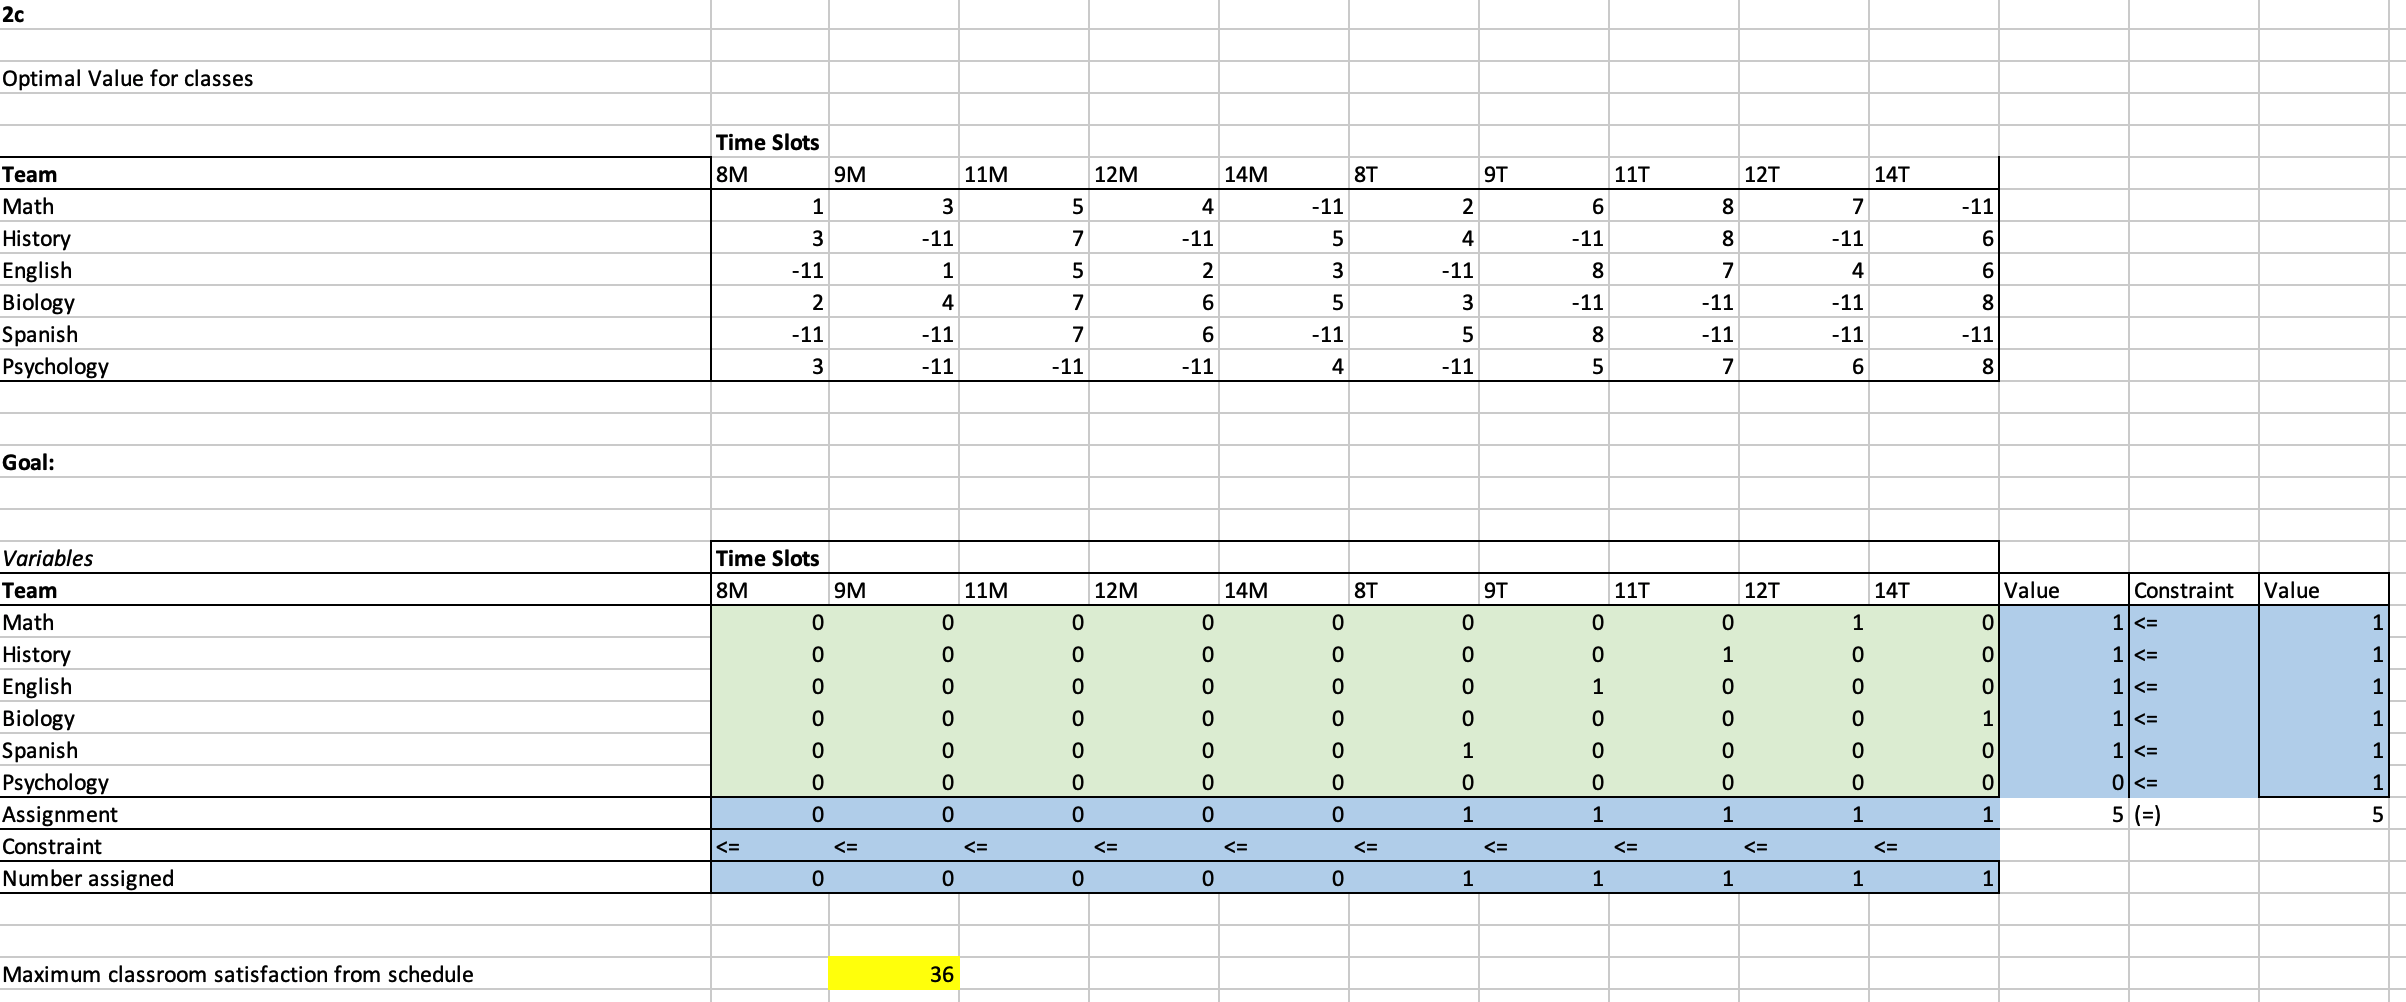 2c
Optimal Value for classes
Time Slots
Team 8M 9M 11M 12M 14M 8T 9T 11T 12T 14T
Math 1 3 5 4 -11 2 6 8 7 -11
History 3 -11 7 -11 5 4 -11 8 -11 6
English -11 1 5 2 3 -11 8 7 4 6
Biology 2 4 7 6 5 3 -11 -11 -11 8
Spanish -11 -11 7 6 -11 5 8 -11 -11 -11
Psychology 3 -11 -11 -11 4 -11 5 7 6 8
Goal:
Variables Time Slots
Team 8M 9M 11M 12M 14M 8T 9T 11T 12T 14T Value Constraint Value
Math 0 0 0 0 0 0 0 0 1 0 1 <= 1
History 0 0 0 0 0 0 0 1 0 0 1 <= 1
English 0 0 0 0 0 0 1 0 0 0 1 <= 1
Biology 0 0 0 0 0 0 0 0 0 1 1 <= 1
Spanish 0 0 0 0 0 1 0 0 0 0 1 <= 1
Psychology 0 0 0 0 0 0 0 0 0 0 0 <= 1
Assignment 0 0 0 0 0 1 1 1 1 1 5 (=) 5
Constraint <= <= <= <= <= <= <= <= <= <=
Number assigned 0 0 0 0 0 1 1 1 1 1
Maximum classroom satisfaction from schedule 36